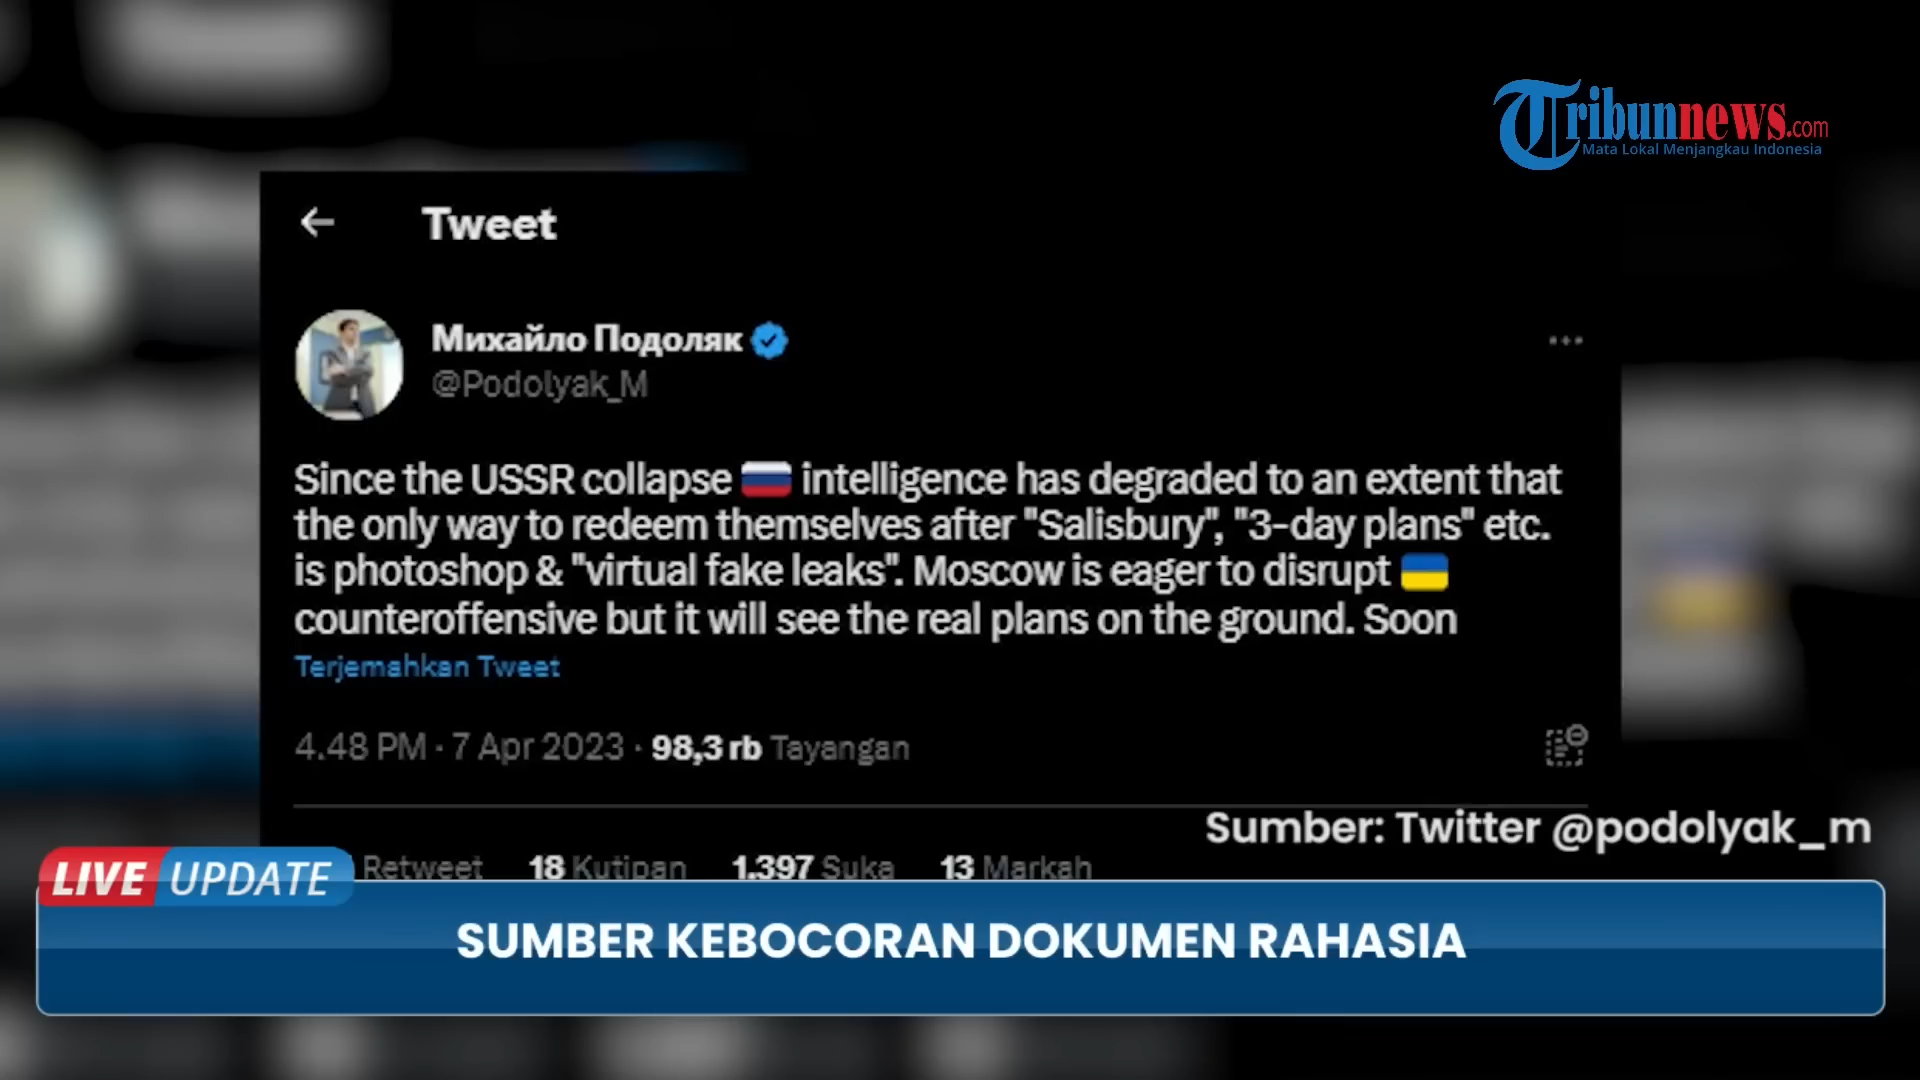 Tribunnews.com
Mata Lokal Menjangkau Indonesia
← Tweet
Михайло Подоляк
@Podolyak_M
Since the USSR collapse 🇷🇺 intelligence has degraded to an extent that
the only way to redeem themselves after "Salisbury", "3-day plans" etc.
is photoshop & "virtual fake leaks". Moscow is eager to disrupt 🇺🇦
counteroffensive but it will see the real plans on the ground. Soon
Terjemahkan Tweet
4.48 PM · 7 Apr 2023 · 98,3 rb Tayangan
Sumber: Twitter @podolyak_m
Retweet 18 Kutipan 1.397 Suka 13 Markah
LIVE UPDATE
SUMBER KEBOCORAN DOKUMEN RAHASIA